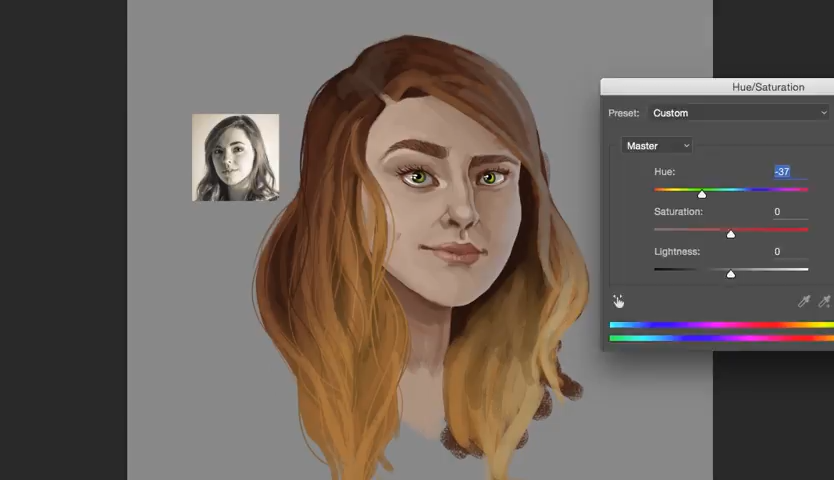 Hue/Saturation
Preset: Custom
Master
Hue: -37
Saturation: 0
Lightness: 0